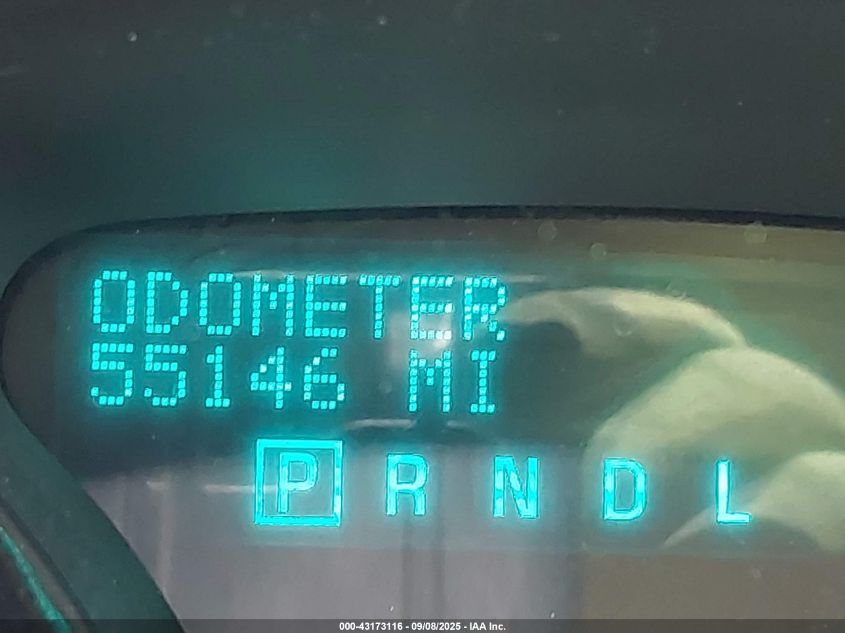 ODOMETER
55146 MI
P R N D L
000-43173116 - 09/08/2025 - IAA Inc.